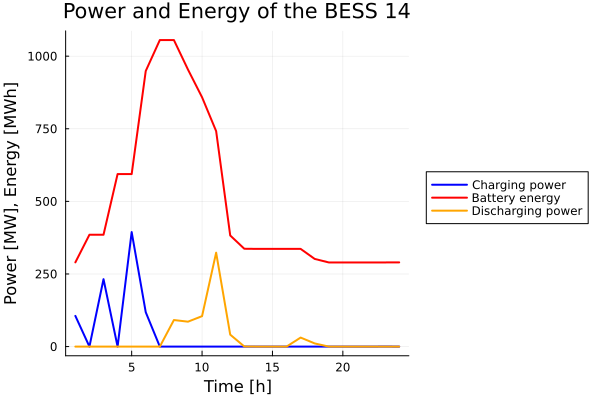 Power and Energy of the BESS 14
Power [MW], Energy [MWh]
1000
750
500
250
0
5
10
15
20
Time [h]
Charging power
Battery energy
Discharging power